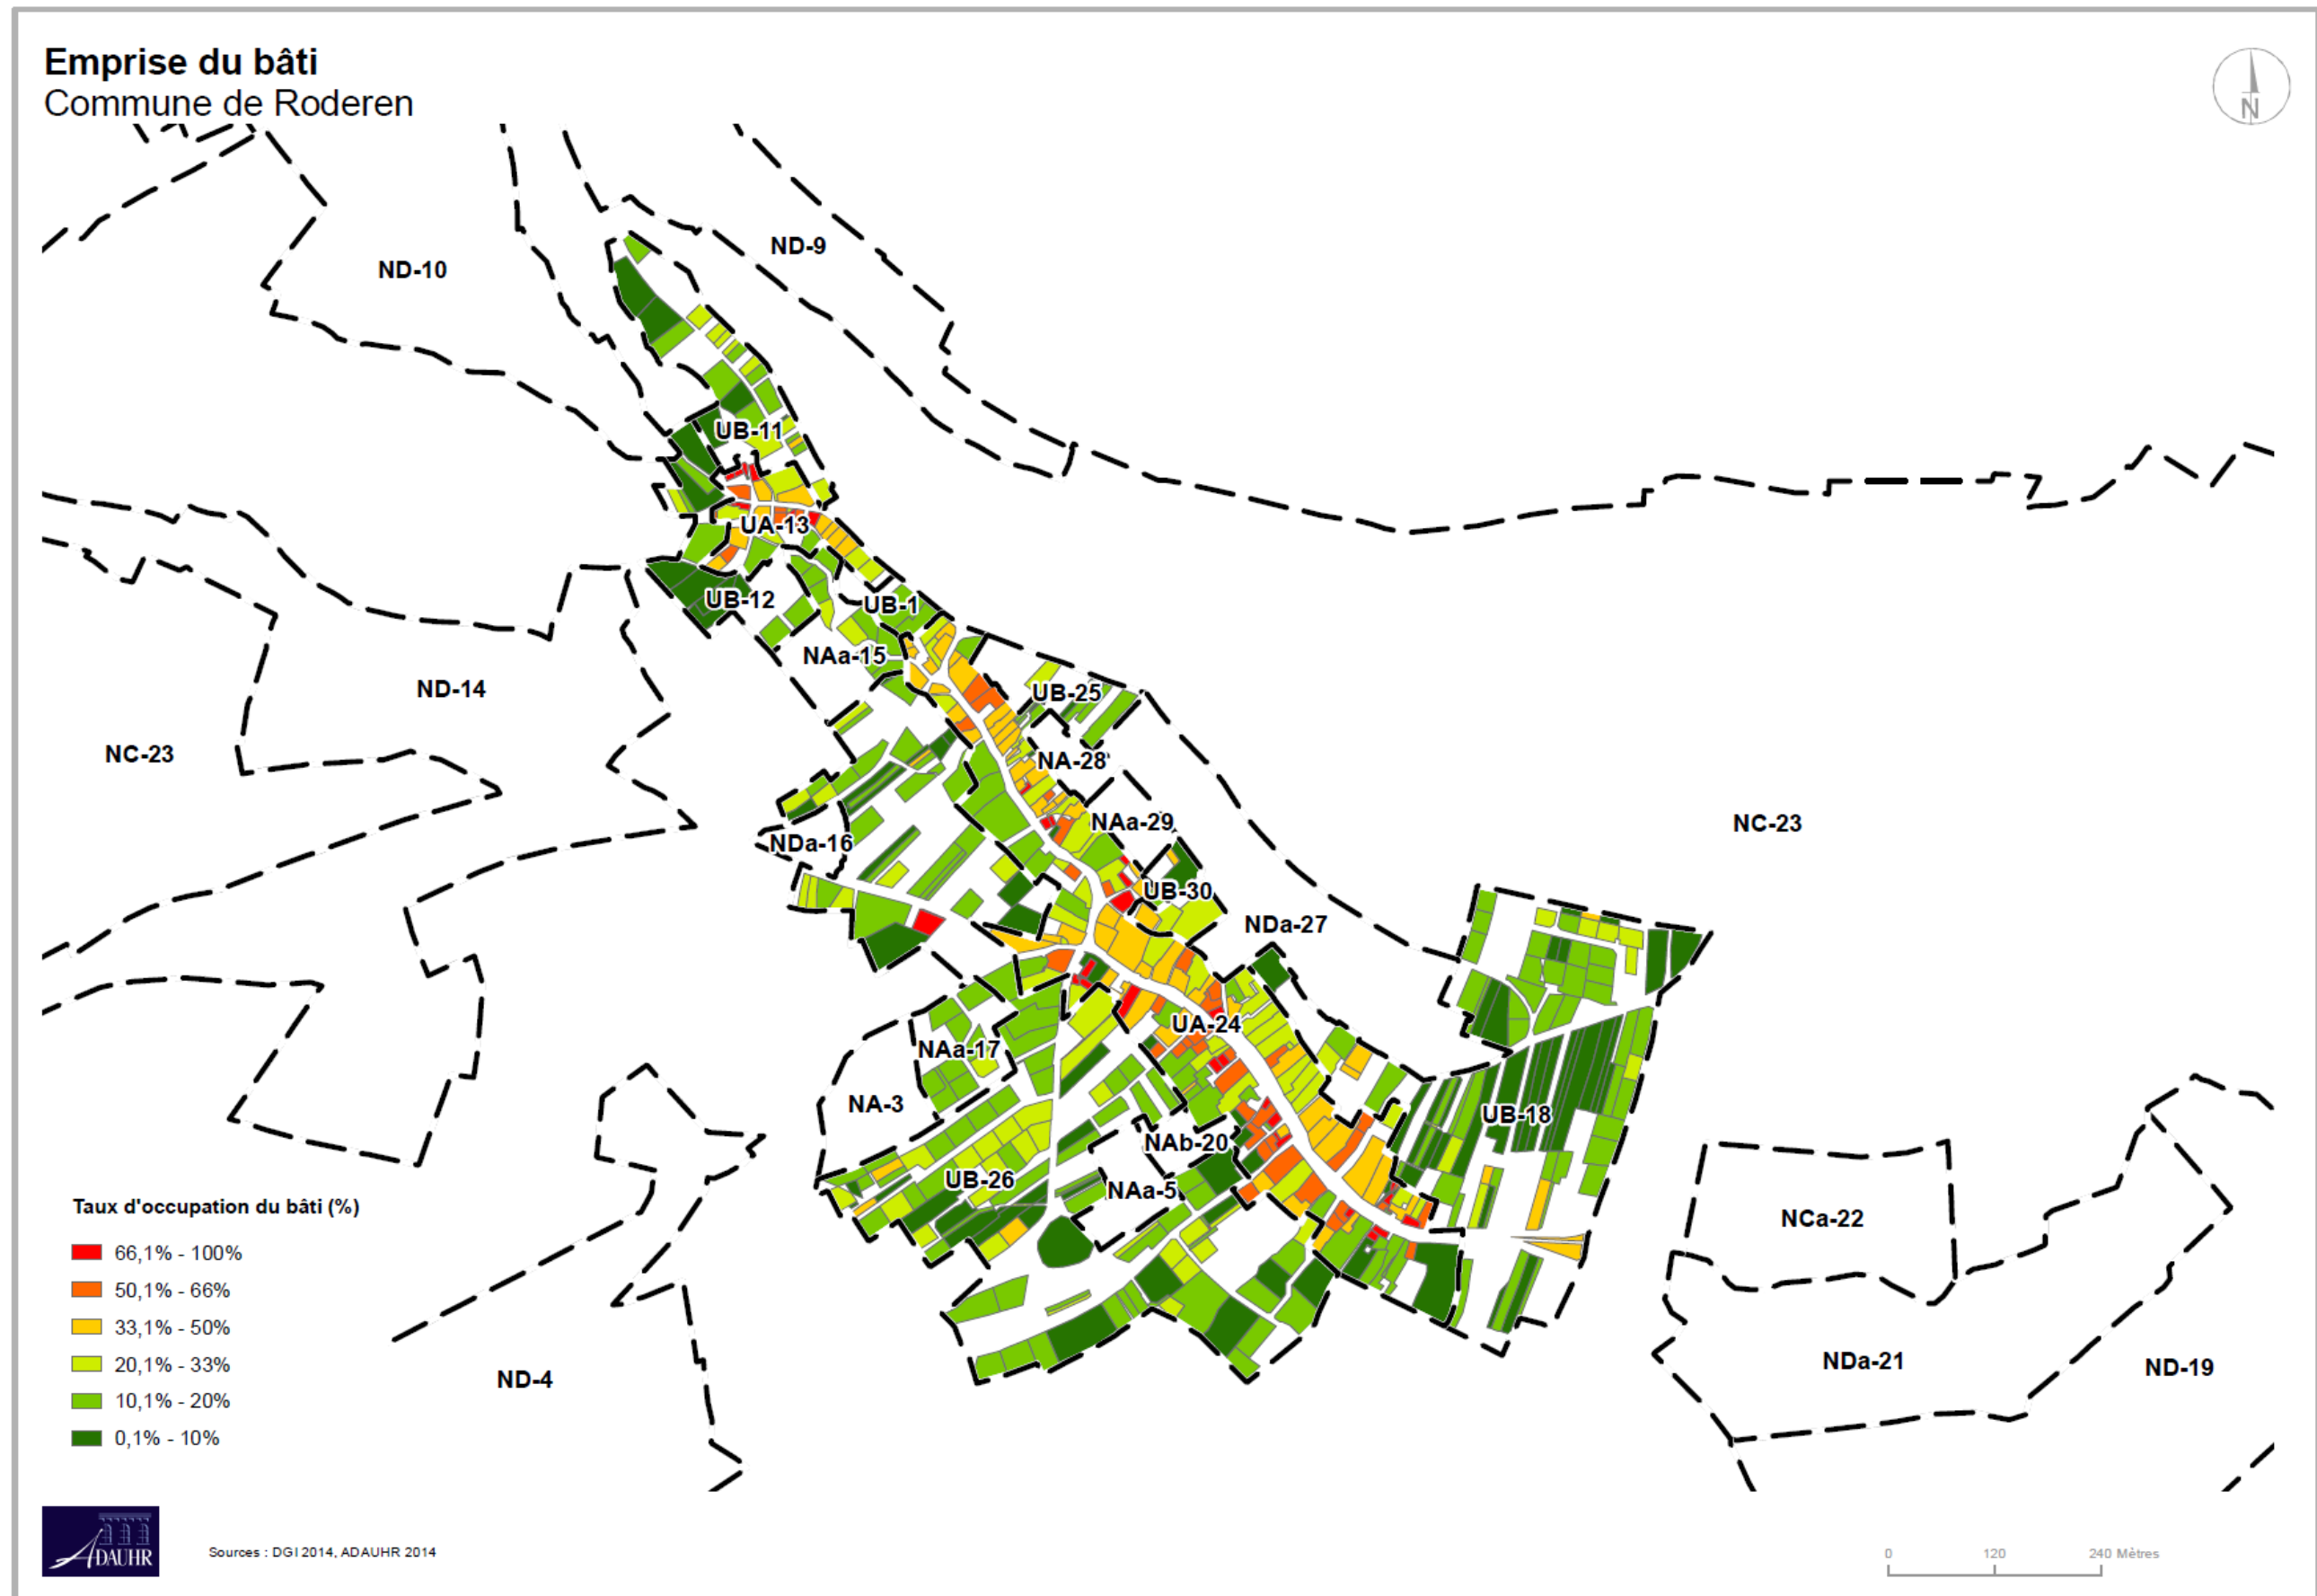 Emprise du bâti
Commune de Roderen
N
ND-9
ND-10
UB-11
UA-13
UB-12
UB-1
NAa-15
ND-14
UB-25
NC-23
NA-28
NAa-29
NC-23
NDa-16
UB-30
NDa-27
UA-24
NAa-17
NA-3
UB-18
NAb-20
UB-26
NAa-5
NCa-22
NDa-21
ND-19
ND-4
Taux d'occupation du bâti (%)
66,1% - 100%
50,1% - 66%
33,1% - 50%
20,1% - 33%
10,1% - 20%
0,1% - 10%
ADAUHR
Sources : DGI 2014, ADAUHR 2014
0 120 240 Mètres